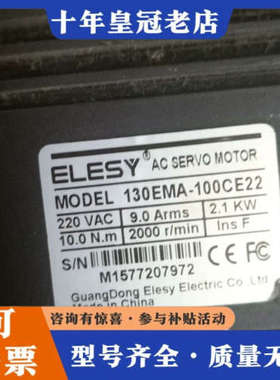 十年皇冠老店
ELESY® AC SERVO MOTOR
MODEL 130EMA-100CE22
220 VAC 9.0 Arms 2.1 KW
10.0 N.m 2000 r/min Ins F
S/N
M1577207972
GuangDong Elesy Electric Co., Ltd
Made in China
可
票
咨询有惊喜·参与补贴活动
型号齐全·质量保证